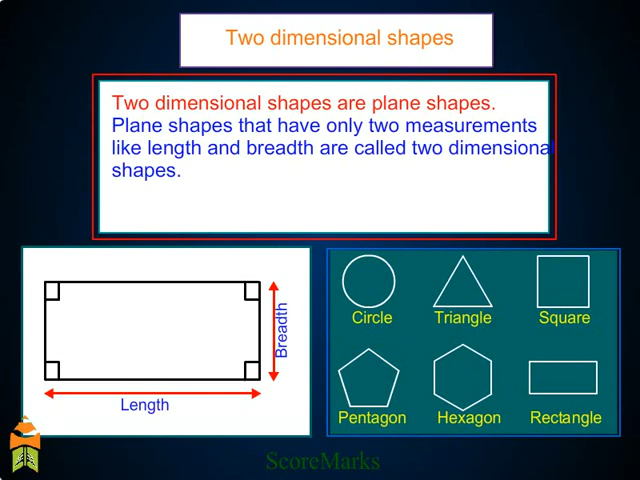 Two dimensional shapes
Two dimensional shapes are plane shapes.
Plane shapes that have only two measurements
like length and breadth are called two dimensional
shapes.
Breadth
Length
Circle
Triangle
Square
Pentagon
Hexagon
Rectangle
ScoreMarks